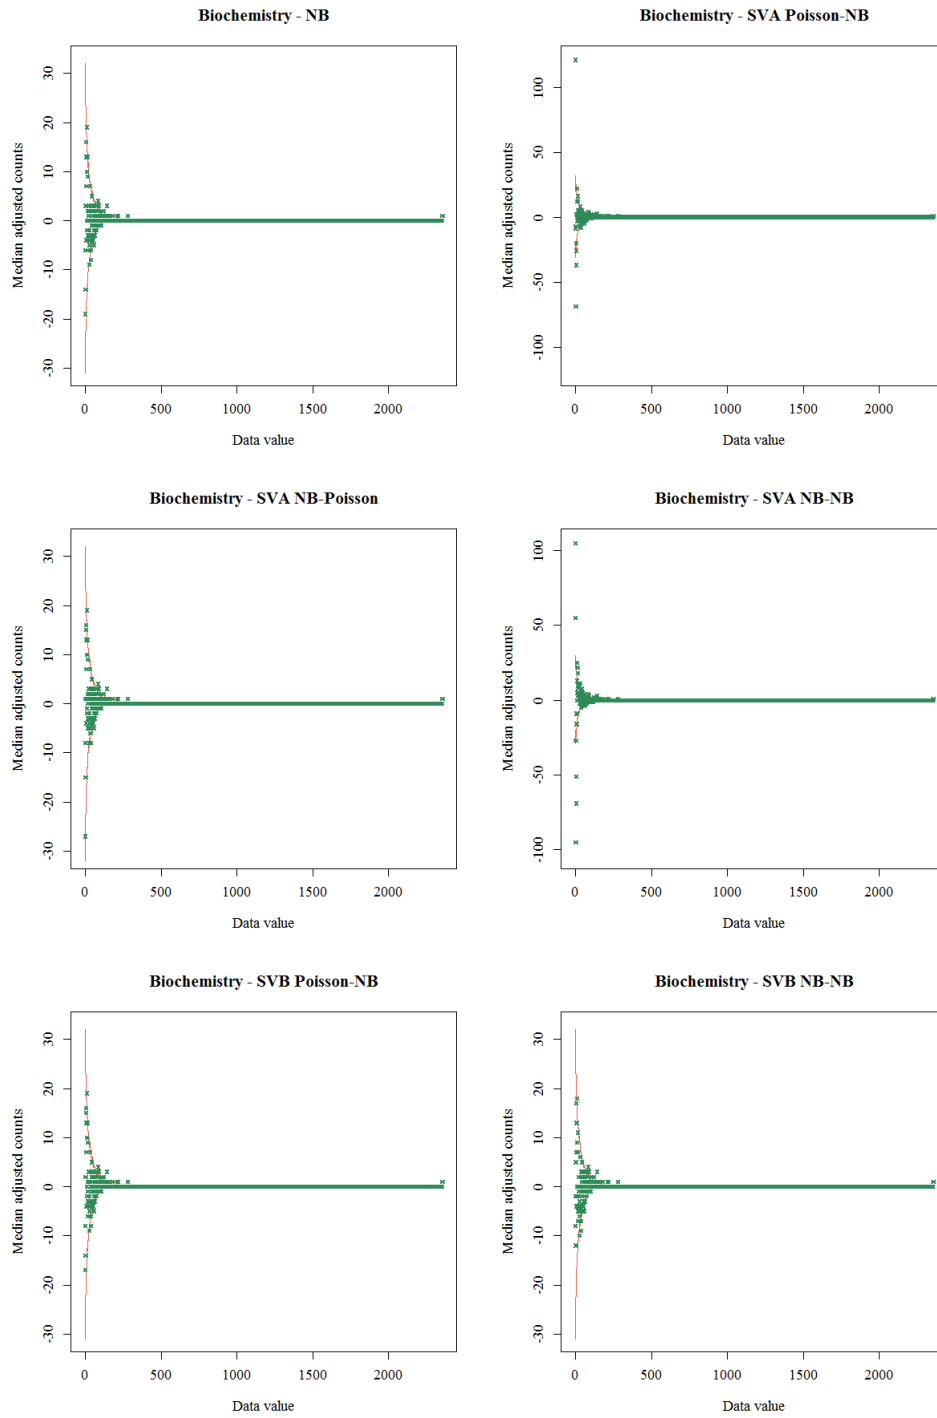 Biochemistry - NB
Median adjusted counts
30
20
10
0
-10
-20
-30
0 500 1000 1500 2000
Data value
Biochemistry - SVA Poisson-NB
Median adjusted counts
100
50
0
-50
-100
0 500 1000 1500 2000
Data value
Biochemistry - SVA NB-Poisson
Median adjusted counts
30
20
10
0
-10
-20
-30
0 500 1000 1500 2000
Data value
Biochemistry - SVA NB-NB
Median adjusted counts
100
50
0
-50
-100
0 500 1000 1500 2000
Data value
Biochemistry - SVB Poisson-NB
Median adjusted counts
30
20
10
0
-10
-20
-30
0 500 1000 1500 2000
Data value
Biochemistry - SVB NB-NB
Median adjusted counts
30
20
10
0
-10
-20
-30
0 500 1000 1500 2000
Data value